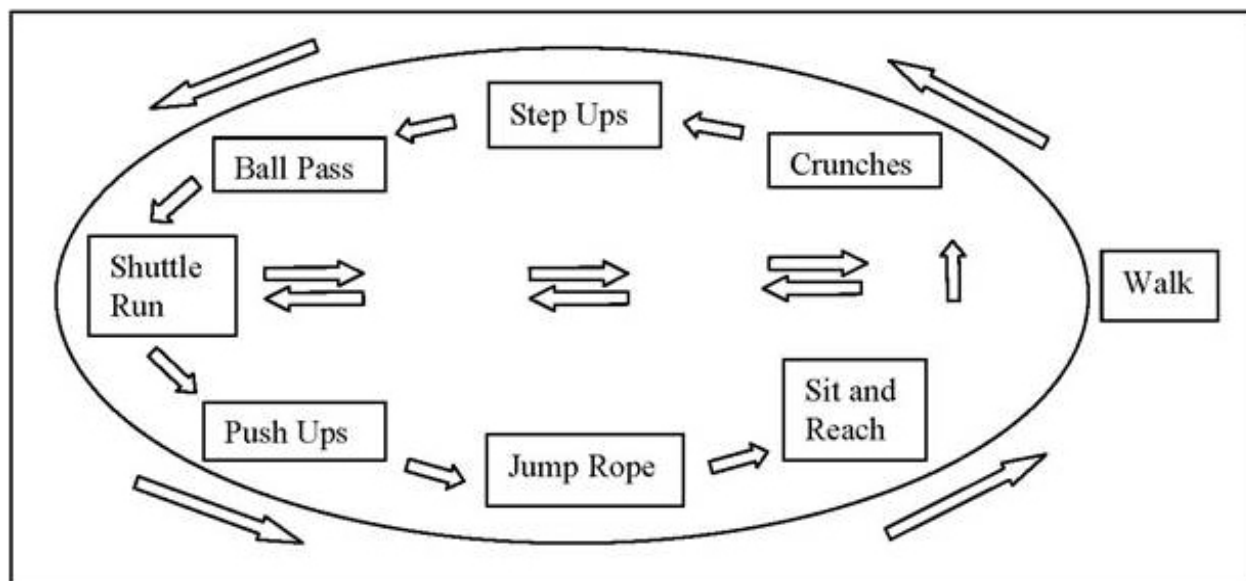 Step Ups
Ball Pass
Crunches
Shuttle
Run
Walk
Push Ups
Jump Rope
Sit and
Reach